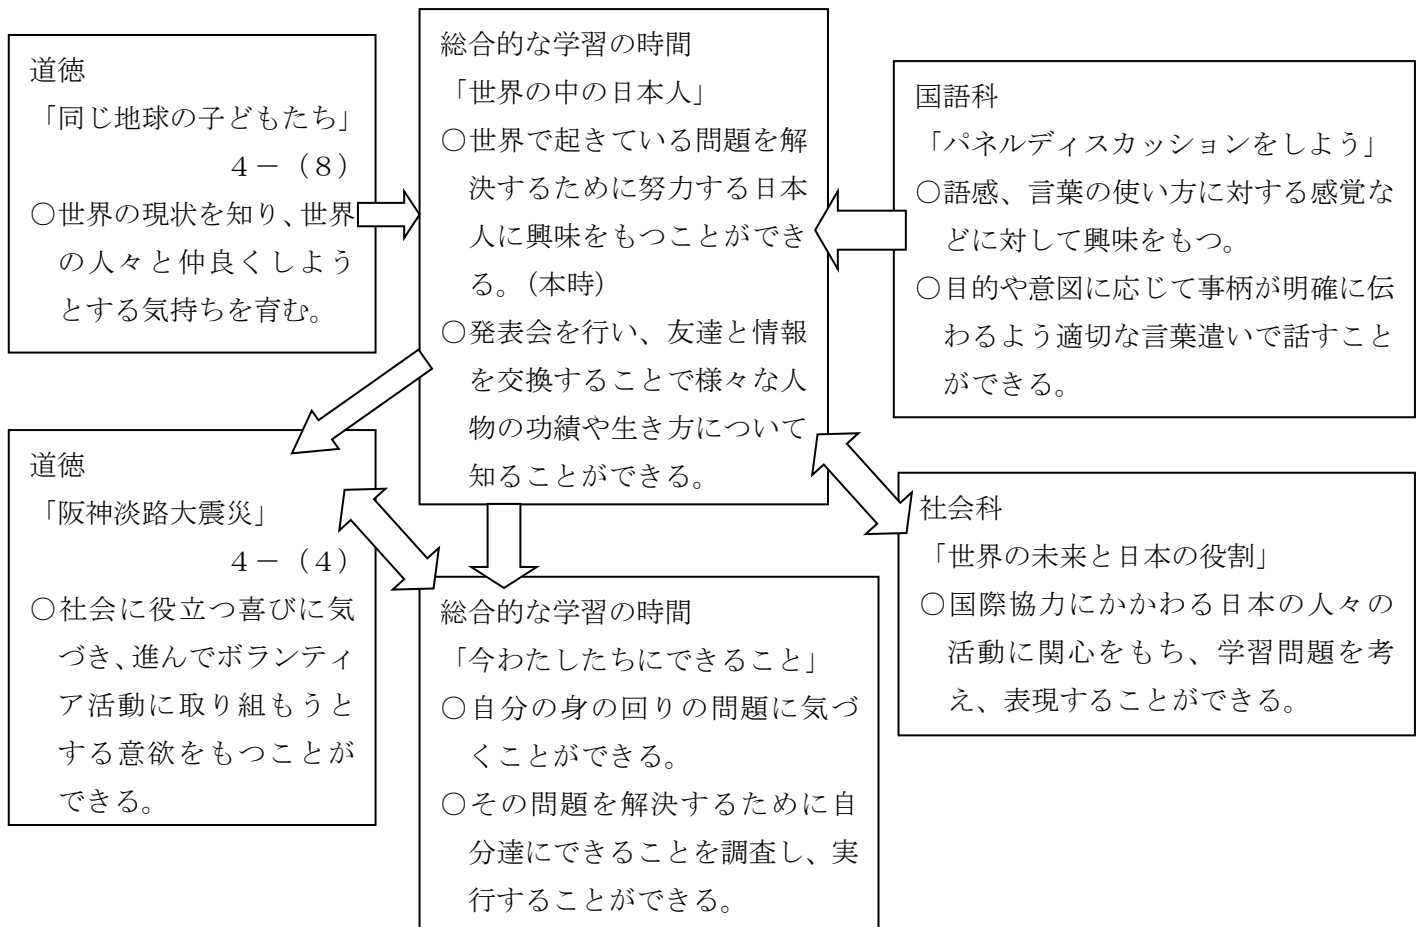 道徳
「同じ地球の子どもたち」
４－（８）
○世界の現状を知り、世界
の人々と仲良くしよう
とする気持ちを育む。
総合的な学習の時間
「世界の中の日本人」
○世界で起きている問題を解
決するために努力する日本
人に興味をもつことができ
る。（本時）
○発表会を行い、友達と情報
を交換することで様々な人
物の功績や生き方について
知ることができる。
国語科
「パネルディスカッションをしよう」
○語感、言葉の使い方に対する感覚な
どに対して興味をもつ。
○目的や意図に応じて事柄が明確に伝
わるよう適切な言葉遣いで話すこと
ができる。
道徳
「阪神淡路大震災」
４－（４）
○社会に役立つ喜びに気
づき、進んでボランティ
ア活動に取り組もうと
する意欲をもつことが
できる。
総合的な学習の時間
「今わたしたちにできること」
○自分の身の回りの問題に気づ
くことができる。
○その問題を解決するために自
分達にできることを調査し、実
行することができる。
社会科
「世界の未来と日本の役割」
○国際協力にかかわる日本の人々の
活動に関心をもち、学習問題を考
え、表現することができる。